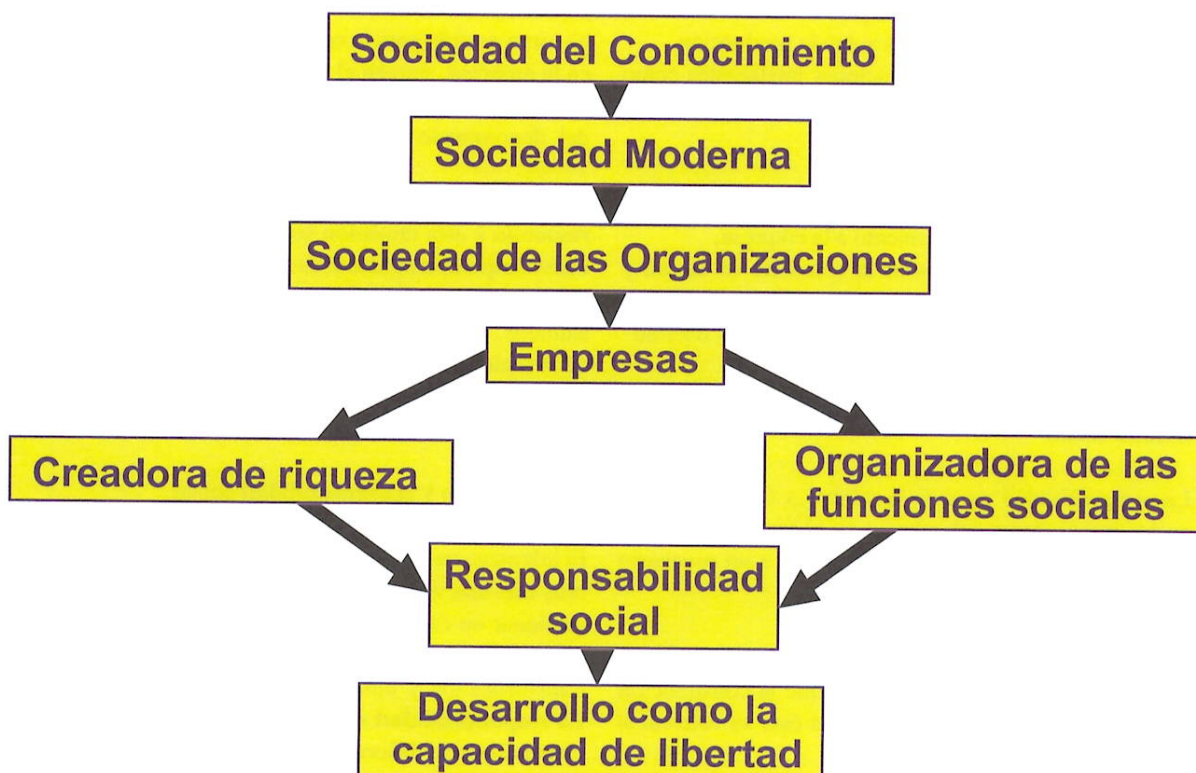 Sociedad del Conocimiento
Sociedad Moderna
Sociedad de las Organizaciones
Empresas
Creadora de riqueza
Organizadora de las
funciones sociales
Responsabilidad
social
Desarrollo como la
capacidad de libertad